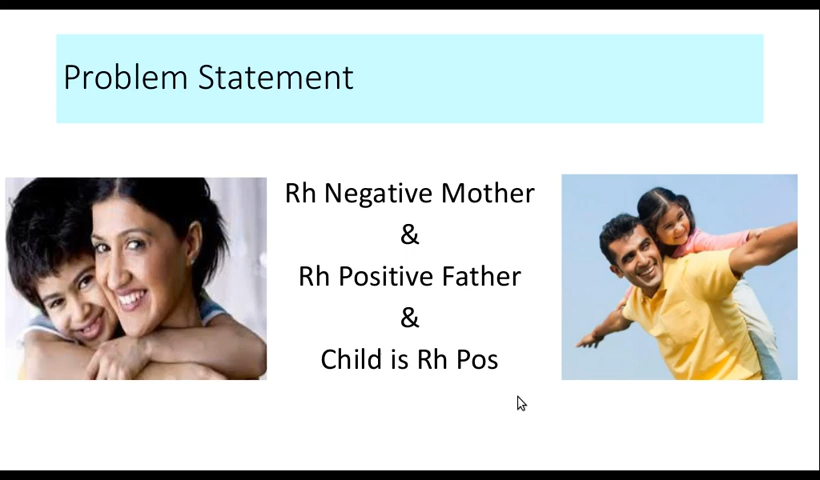 Problem Statement
Rh Negative Mother
&
Rh Positive Father
&
Child is Rh Pos